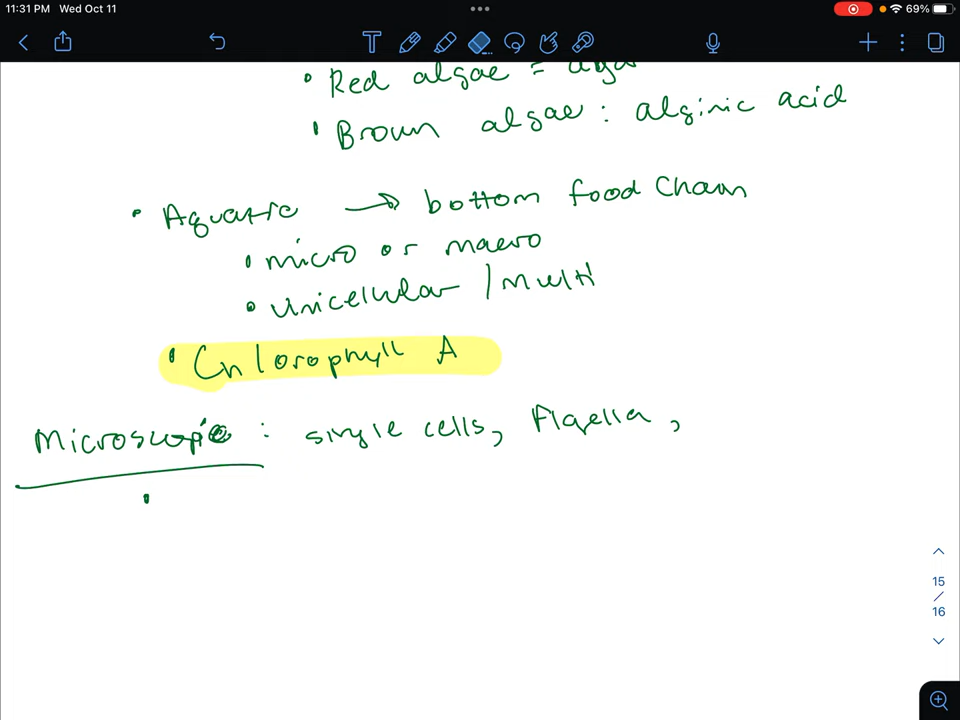 11:31 PM Wed Oct 11
69%
• Red algae =
• Brown algae : alginic acid
• Aquatic → bottom food chain
• micro or macro
• unicellular / multi
• Chlorophyll A
Microscopic : single cells, Flagella,
•
15
/
16